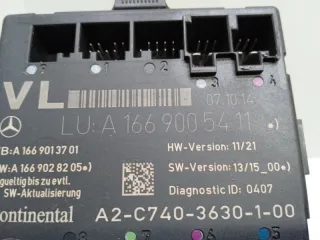 VL
07.10.14
LU: A 166 900 54 11 *)
B: A 166 901 37 01
HW-Version: 11/21
W: A 166 902 82 05 *)
SW-Version: 13/15_00*)
gueltig bis zu evtl.
SW-Aktualisierung
Diagnostic ID: 0407
Continental
A2-C740-3630-1-00